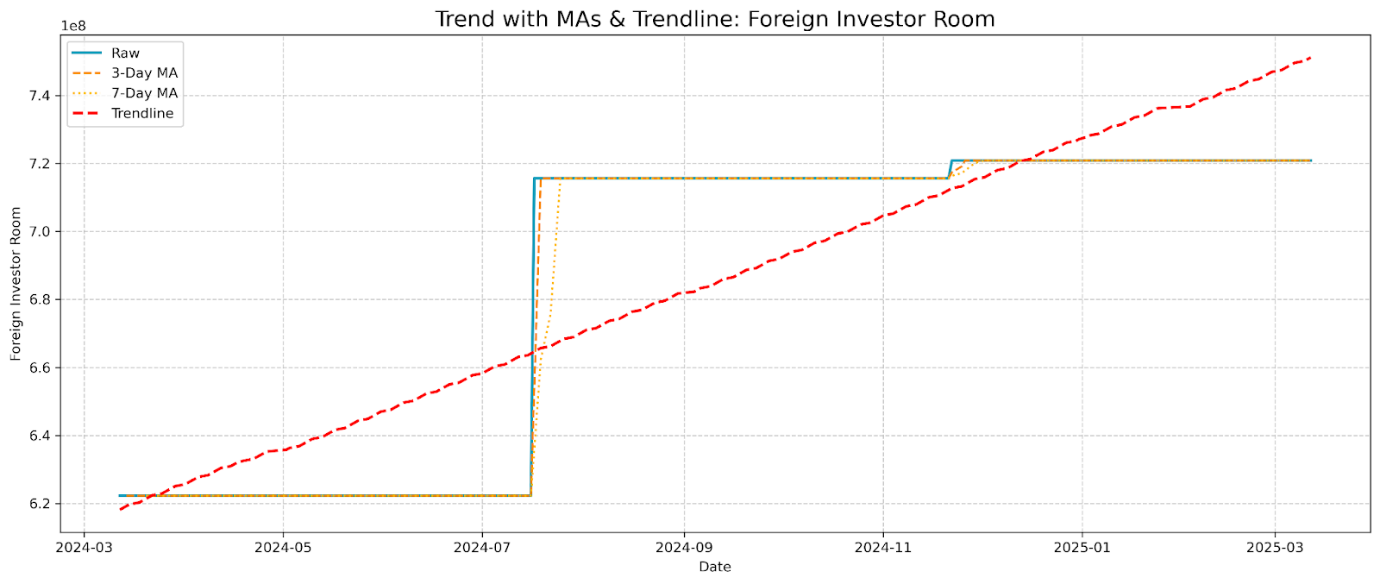 Trend with MAs & Trendline: Foreign Investor Room
1e8
Raw
3-Day MA
7-Day MA
Trendline
7.4
7.2
7.0
6.8
6.6
6.4
6.2
Foreign Investor Room
2024-03
2024-05
2024-07
2024-09
2024-11
2025-01
2025-03
Date